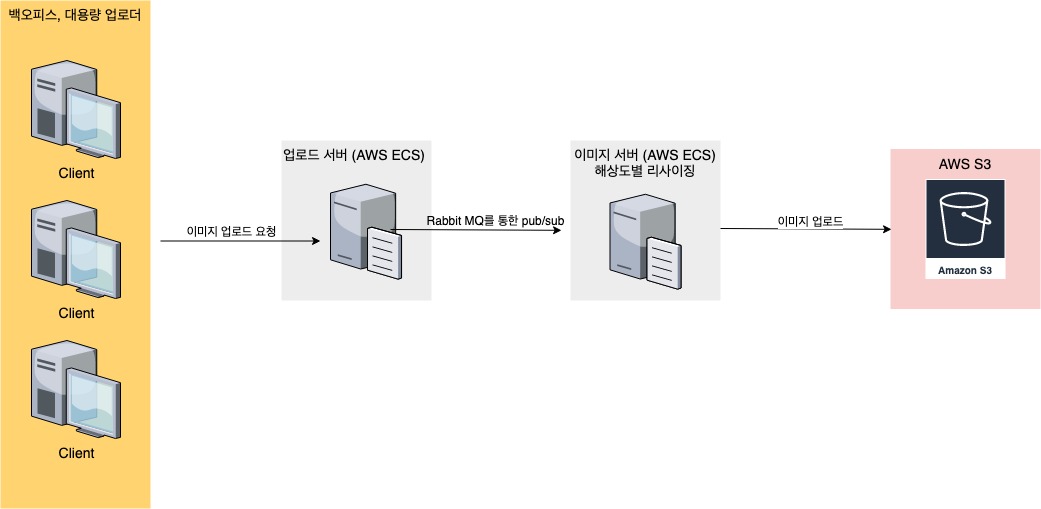 백오피스, 대용량 업로더
Client
Client
Client
이미지 업로드 요청
업로드 서버 (AWS ECS)
Rabbit MQ를 통한 pub/sub
이미지 서버 (AWS ECS)
해상도별 리사이징
이미지 업로드
AWS S3
Amazon S3